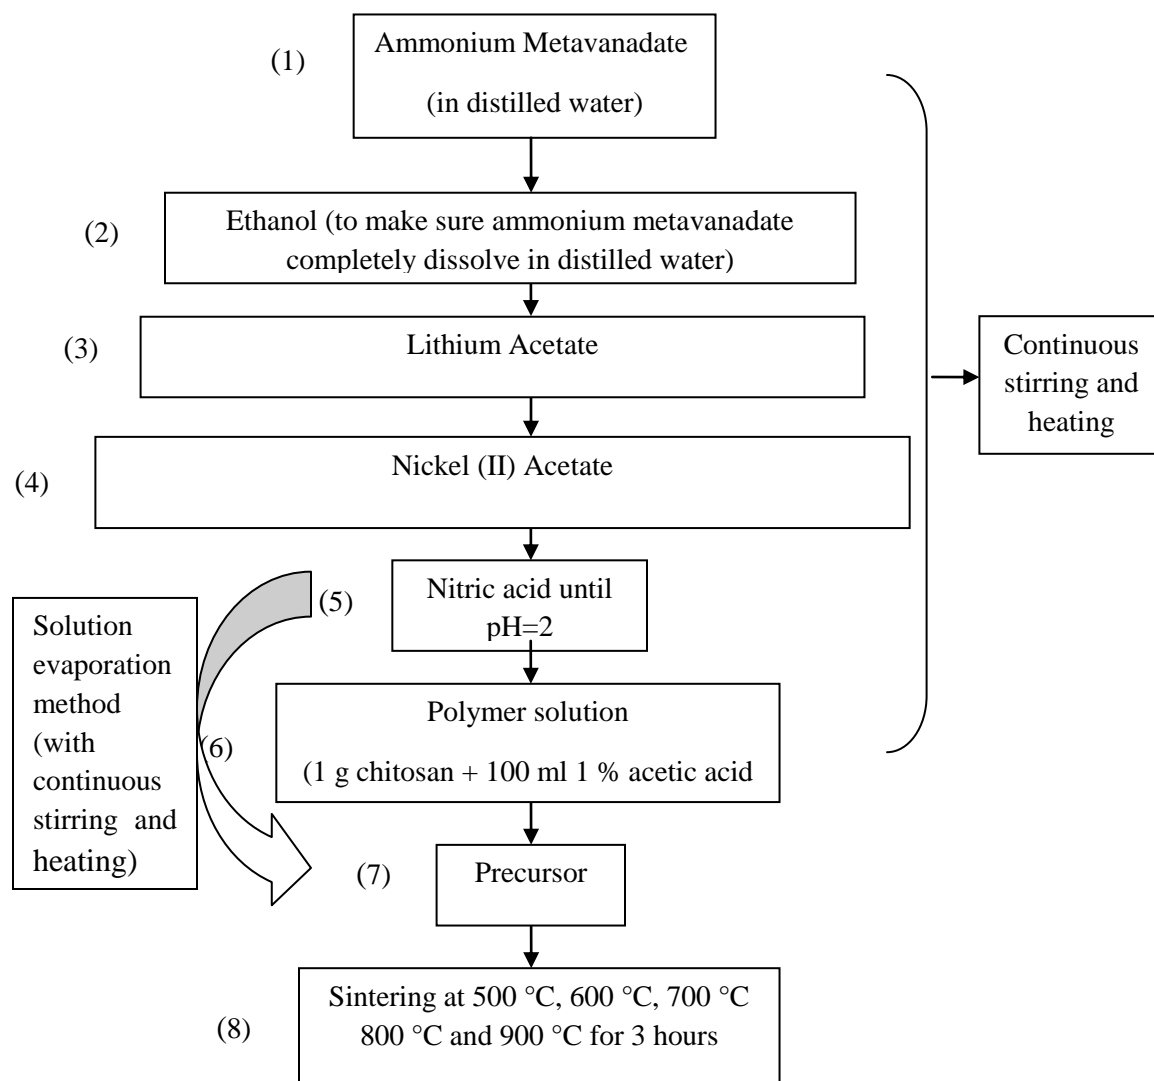 (1)
Ammonium Metavanadate
(in distilled water)
(2)
Ethanol (to make sure ammonium metavanadate
completely dissolve in distilled water)
(3)
Lithium Acetate
Continuous
stirring and
heating
(4)
Nickel (II) Acetate
(5)
Nitric acid until
pH=2
Solution
evaporation
method
(with
continuous
stirring and
heating)
(6)
Polymer solution
(1 g chitosan + 100 ml 1 % acetic acid
(7)
Precursor
(8)
Sintering at 500 °C, 600 °C, 700 °C
800 °C and 900 °C for 3 hours